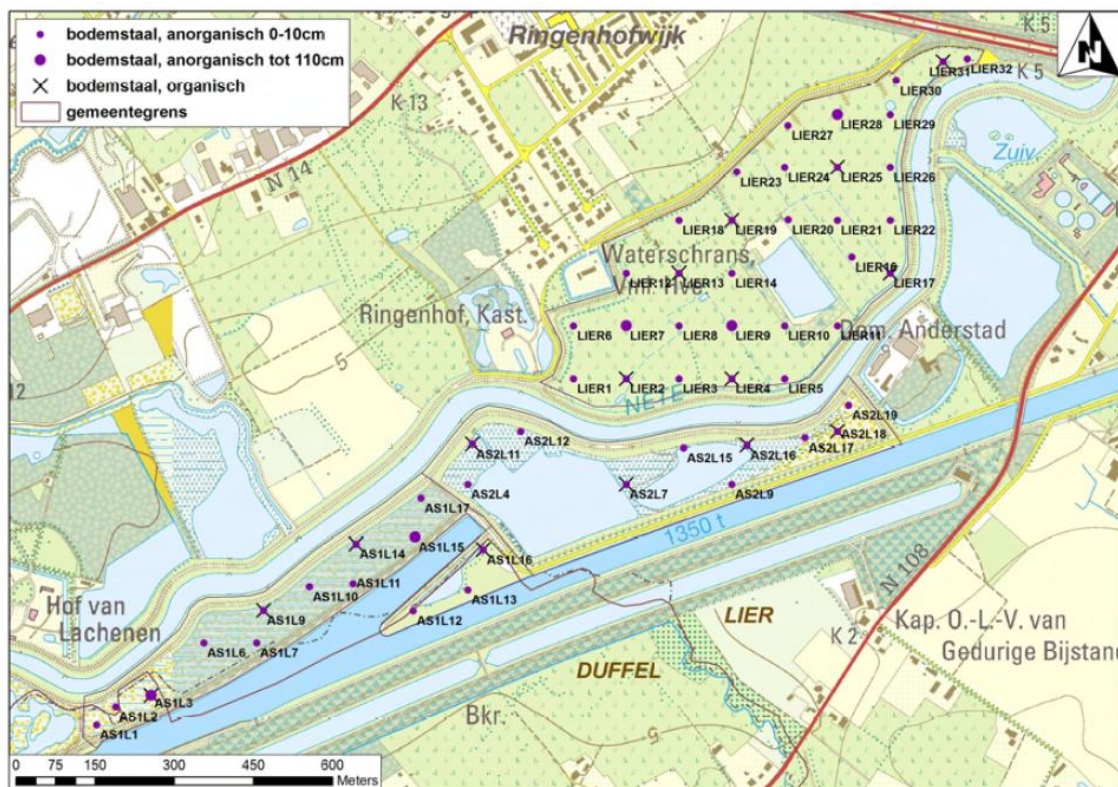 bodemstaal, anorganisch 0-10cm
bodemstaal, anorganisch tot 110cm
bodemstaal, organisch
gemeentegrens
Ringenhofwijk
K 5
N
K 5
K 13
N 14
Zuiv.
LIER31
LIER32
LIER30
LIER27
LIER28
LIER29
LIER23
LIER24
LIER25
LIER26
LIER18
LIER19
LIER20
LIER21
LIER22
Waterschrans,
LIER16
LIER12
LIER13
LIER14
LIER17
Ringenhof, Kast.
LIER6
LIER7
LIER8
LIER9
LIER10
LIER11
Dom. Anderstad
LIER1
LIER2
LIER3
LIER4
LIER5
NETE
12
5
AS2L19
AS2L18
AS2L17
AS2L12
AS2L11
AS2L15
AS2L16
AS2L4
AS2L7
AS2L9
1350 t
AS1L17
AS1L15
AS1L14
AS1L16
AS1L11
AS1L10
AS1L13
AS1L12
AS1L9
AS1L6
AS1L7
N 108
Hof van
Lachenen
LIER
K 2
Kap. O.-L.-V. van
Gedurige Bijstand
DUFFEL
AS1L3
AS1L2
AS1L1
Bkr.
5
0 75 150 300 450 600
Meters